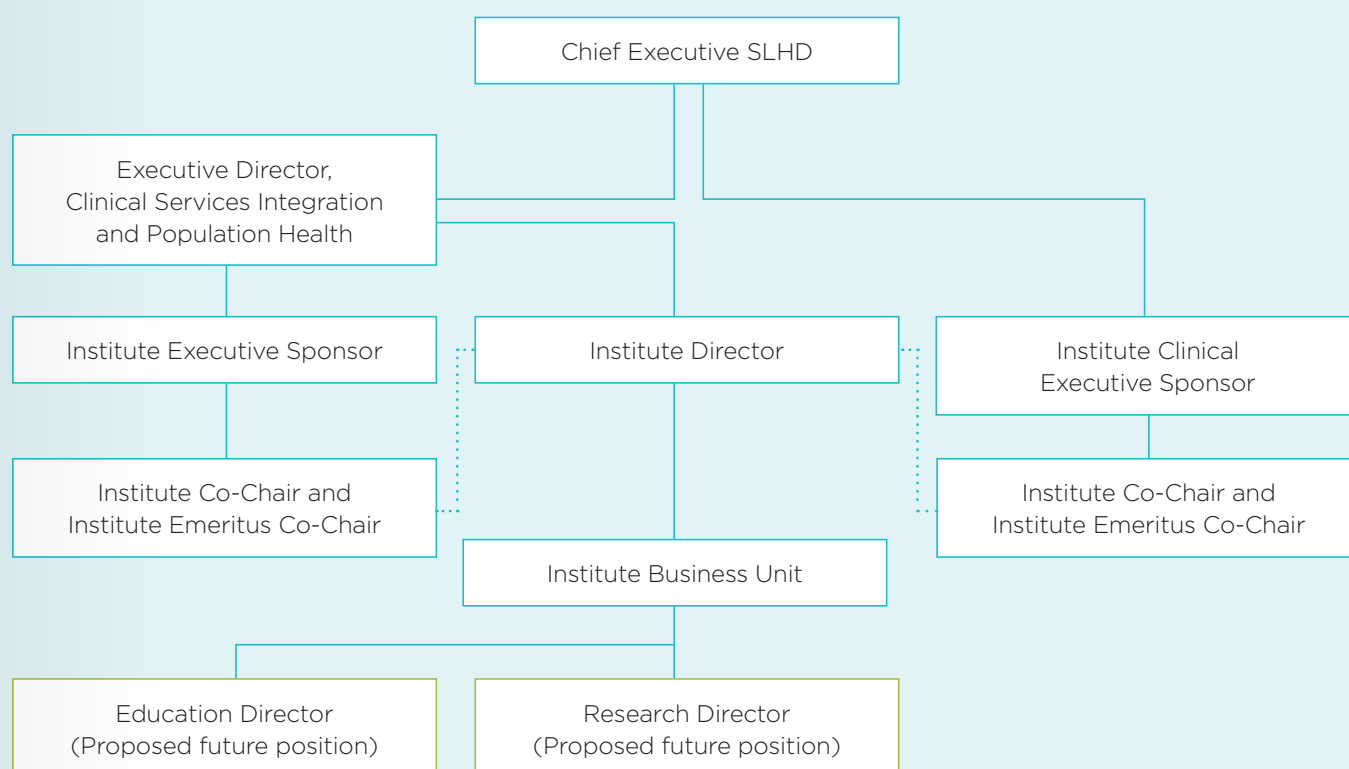 Chief Executive SLHD
Executive Director,
Clinical Services Integration
and Population Health
Institute Executive Sponsor
Institute Director
Institute Clinical
Executive Sponsor
Institute Co-Chair and
Institute Emeritus Co-Chair
Institute Co-Chair and
Institute Emeritus Co-Chair
Institute Business Unit
Education Director
(Proposed future position)
Research Director
(Proposed future position)